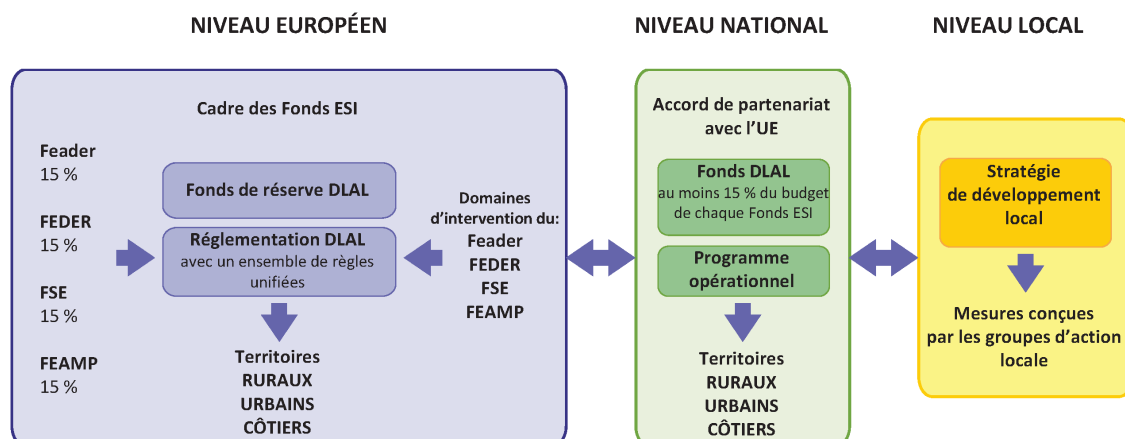 NIVEAU EUROPÉEN
NIVEAU NATIONAL
NIVEAU LOCAL
Cadre des Fonds ESI
Feader
15 %
FEDER
15 %
FSE
15 %
FEAMP
15 %
Fonds de réserve DLAL
Réglementation DLAL
avec un ensemble de règles
unifiées
Domaines
d’intervention du:
Feader
FEDER
FSE
FEAMP
Territoires
RURAUX
URBAINS
CÔTIERS
Accord de partenariat
avec l’UE
Fonds DLAL
au moins 15 % du budget
de chaque Fonds ESI
Programme
opérationnel
Territoires
RURAUX
URBAINS
CÔTIERS
Stratégie
de développement
local
Mesures conçues
par les groupes d’action
locale